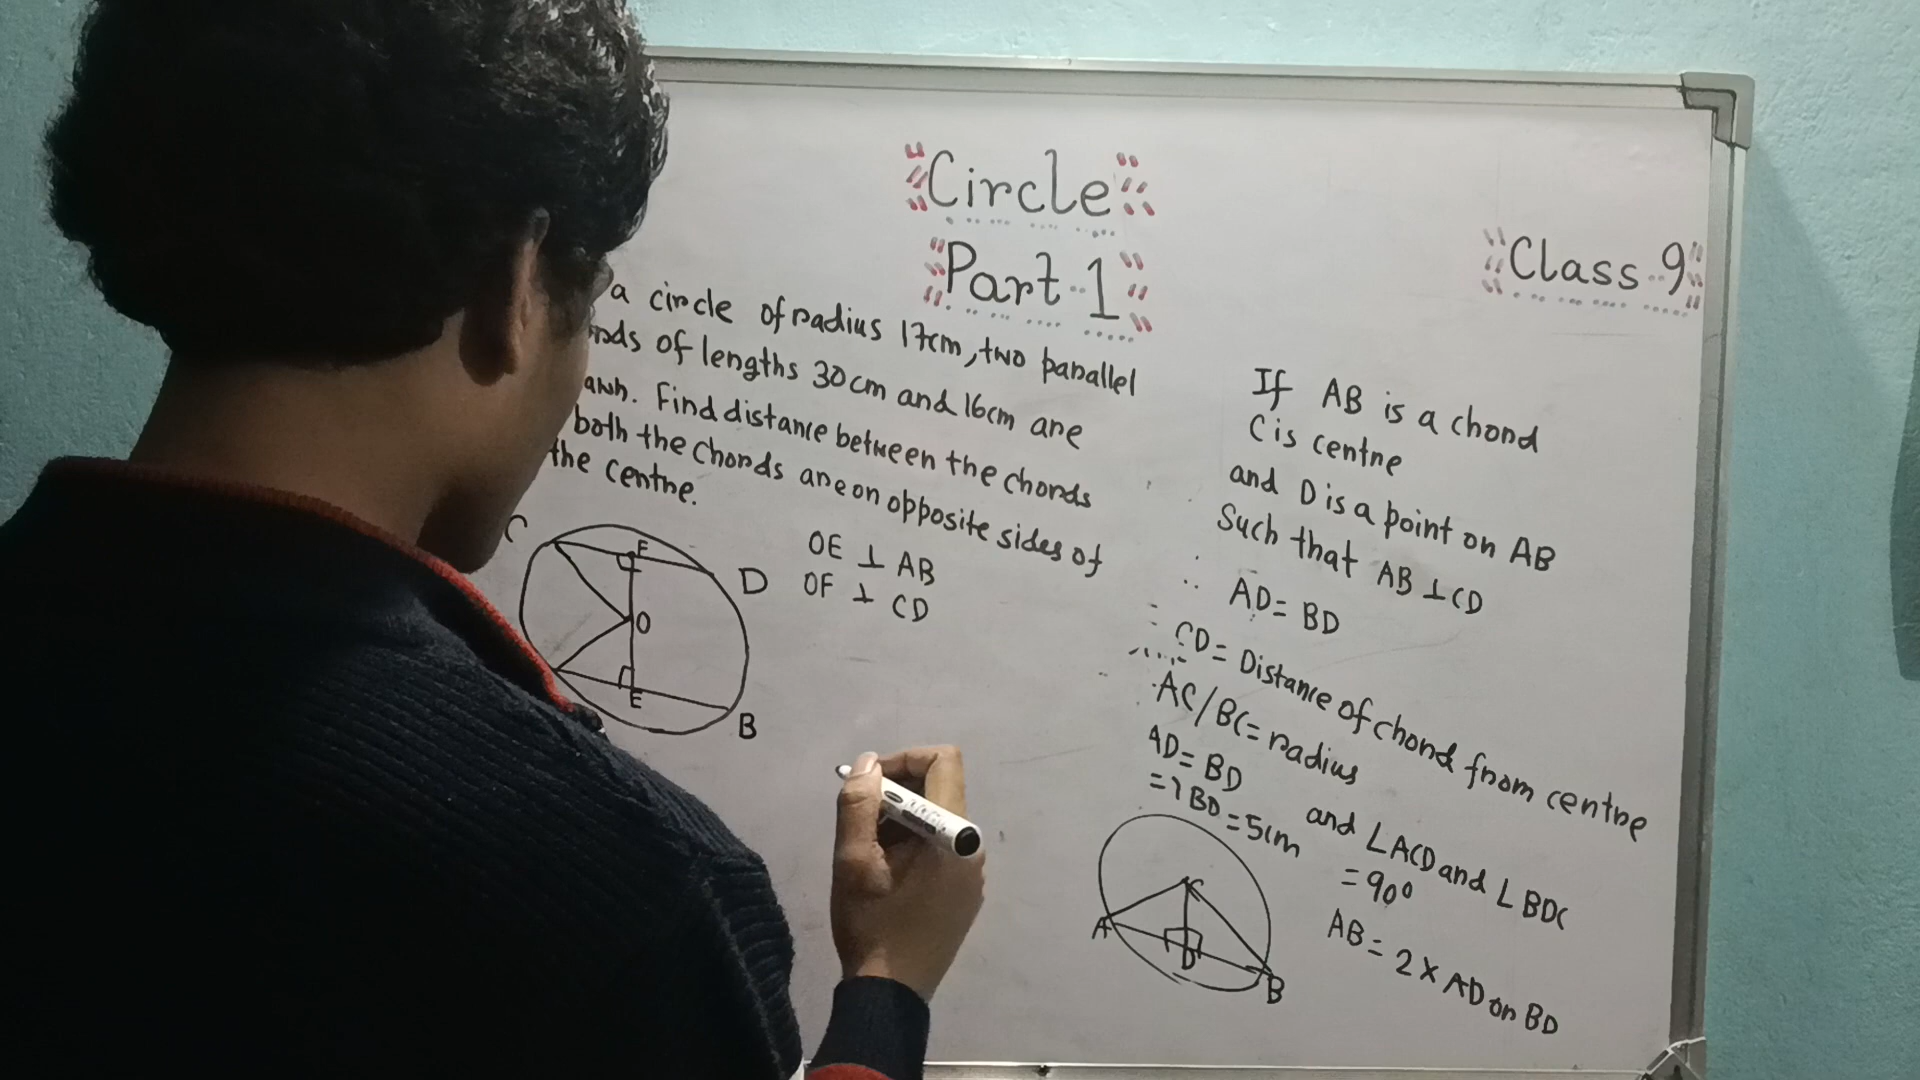 Circle
Part-1
Class-9
a circle of radius 17cm, two parallel
of lengths 30cm and 16cm are
Find distance between the chords
both the chords are on opposite sides of
the centre.
C
F
D
O
E
B
OE ⊥ AB
OF ⊥ CD
If AB is a chord
C is centre
and D is a point on AB
Such that AB ⊥ CD
∴ AD = BD
CD = Distance of chord from centre
AC/BC = radius
AD = BD
=> BD = 5cm
and ∠ACD and ∠BDC
= 90°
AB = 2 × AD or BD
C
A
D
B